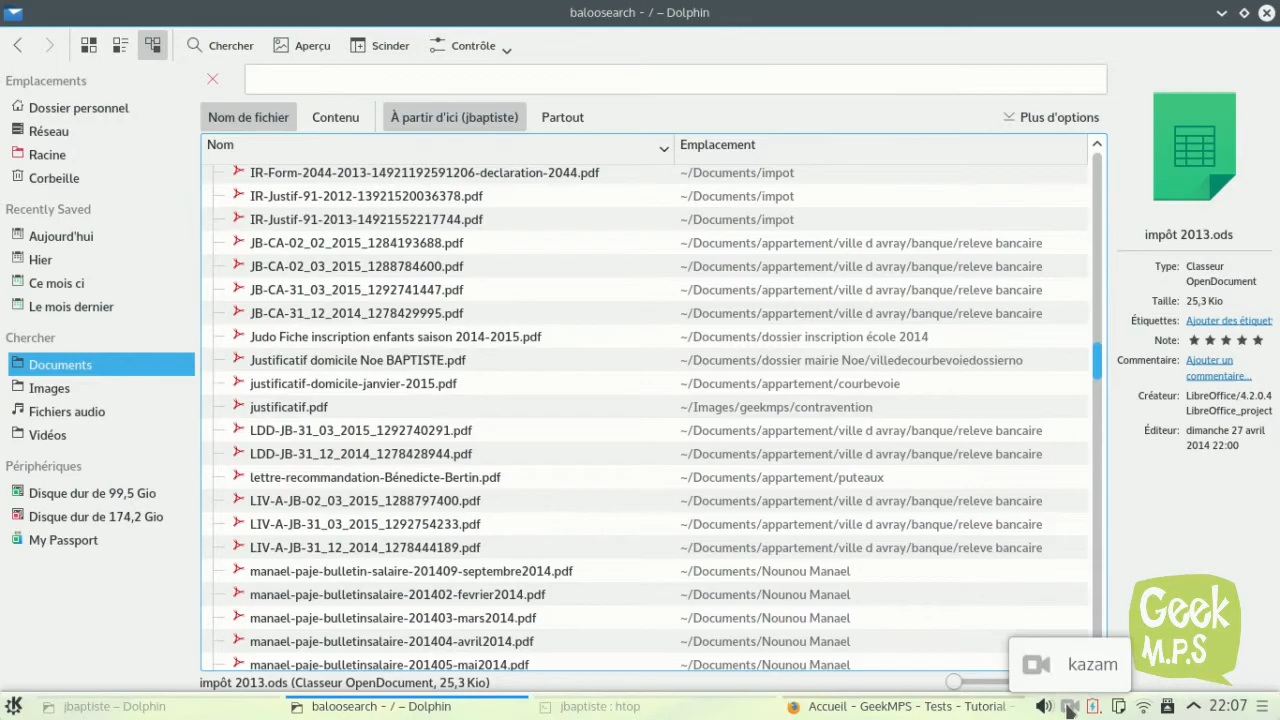 baloosearch - / – Dolphin
Chercher
Aperçu
Scinder
Contrôle
Emplacements
Dossier personnel
Réseau
Racine
Corbeille
Recently Saved
Aujourd'hui
Hier
Ce mois ci
Le mois dernier
Chercher
Documents
Images
Fichiers audio
Vidéos
Périphériques
Disque dur de 99,5 Gio
Disque dur de 174,2 Gio
My Passport
Nom de fichier
Contenu
À partir d'ici (jbaptiste)
Partout
Plus d'options
Nom Emplacement
IR-Form-2044-2013-14921192591206-declaration-2044.pdf ~/Documents/impot
IR-Justif-91-2012-13921520036378.pdf ~/Documents/impot
IR-Justif-91-2013-14921552217744.pdf ~/Documents/impot
JB-CA-02_02_2015_1284193688.pdf ~/Documents/appartement/ville d avray/banque/releve bancaire
JB-CA-02_03_2015_1288784600.pdf ~/Documents/appartement/ville d avray/banque/releve bancaire
JB-CA-31_03_2015_1292741447.pdf ~/Documents/appartement/ville d avray/banque/releve bancaire
JB-CA-31_12_2014_1278429995.pdf ~/Documents/appartement/ville d avray/banque/releve bancaire
Judo Fiche inscription enfants saison 2014-2015.pdf ~/Documents/dossier inscription école 2014
Justificatif domicile Noe BAPTISTE.pdf ~/Documents/dossier mairie Noe/villedecourbevoiedossierno
justificatif-domicile-janvier-2015.pdf ~/Documents/appartement/courbevoie
justificatif.pdf ~/Images/geekmps/contravention
LDD-JB-31_03_2015_1292740291.pdf ~/Documents/appartement/ville d avray/banque/releve bancaire
LDD-JB-31_12_2014_1278428944.pdf ~/Documents/appartement/ville d avray/banque/releve bancaire
lettre-recommandation-Bénedicte-Bertin.pdf ~/Documents/appartement/puteaux
LIV-A-JB-02_03_2015_1288797400.pdf ~/Documents/appartement/ville d avray/banque/releve bancaire
LIV-A-JB-31_03_2015_1292754233.pdf ~/Documents/appartement/ville d avray/banque/releve bancaire
LIV-A-JB-31_12_2014_1278444189.pdf ~/Documents/appartement/ville d avray/banque/releve bancaire
manael-paje-bulletin-salaire-201409-septembre2014.pdf ~/Documents/Nounou Manael
manael-paje-bulletinsalaire-201402-fevrier2014.pdf ~/Documents/Nounou Manael
manael-paje-bulletinsalaire-201403-mars2014.pdf ~/Documents/Nounou Manael
manael-paje-bulletinsalaire-201404-avril2014.pdf ~/Documents/Nounou Manael
manael-paje-bulletinsalaire-201405-mai2014.pdf ~/Documents/Nounou Manael
impôt 2013.ods (Classeur OpenDocument, 25,3 Kio)
impôt 2013.ods
Type: Classeur
OpenDocument
Taille: 25,3 Kio
Étiquettes: Ajouter des étiquet
Note:
Commentaire: Ajouter un
commentaire...
Créateur: LibreOffice/4.2.0.4
LibreOffice_project
Éditeur: dimanche 27 avril
2014 22:00
Geek
M.P.S
kazam
jbaptiste – Dolphin
baloosearch - / – Dolphin
jbaptiste : htop
Accueil - GeekMPS - Tests - Tutorial
22:07